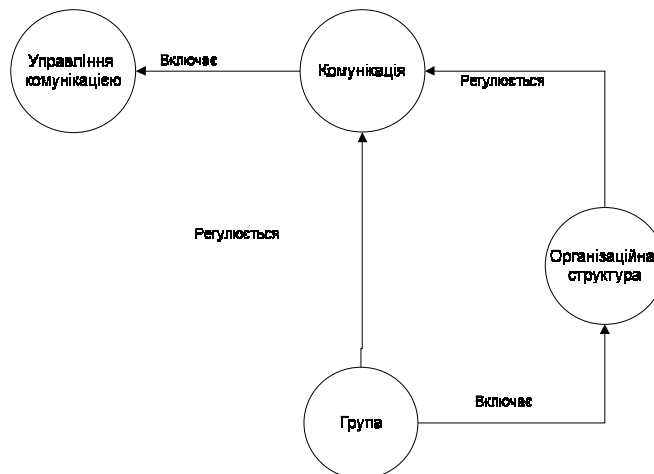 Управління
комунікацією
Включає
Комунікація
Регулюється
Регулюється
Організаційна
структура
Група
Включає